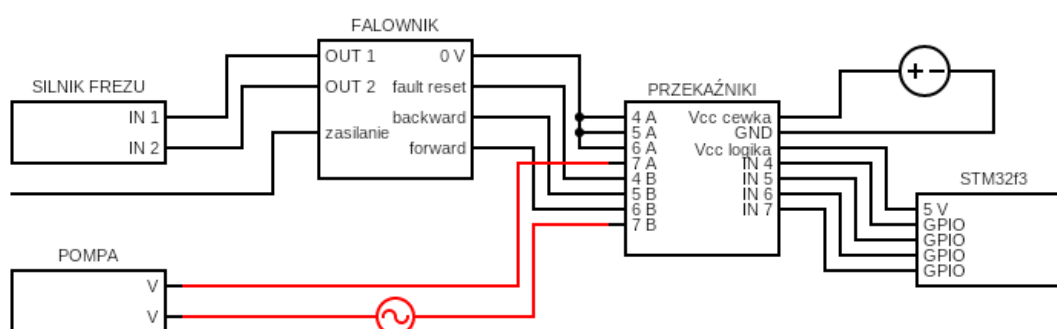 FALOWNIK
OUT 1
OUT 2
zasilanie
0 V
fault reset
backward
forward
SILNIK FREZU
IN 1
IN 2
PRZEKAŹNIKI
4 A
5 A
6 A
7 A
4 B
5 B
6 B
7 B
Vcc cewka
GND
Vcc logika
IN 4
IN 5
IN 6
IN 7
+ -
STM32f3
5 V
GPIO
GPIO
GPIO
GPIO
POMPA
V
V